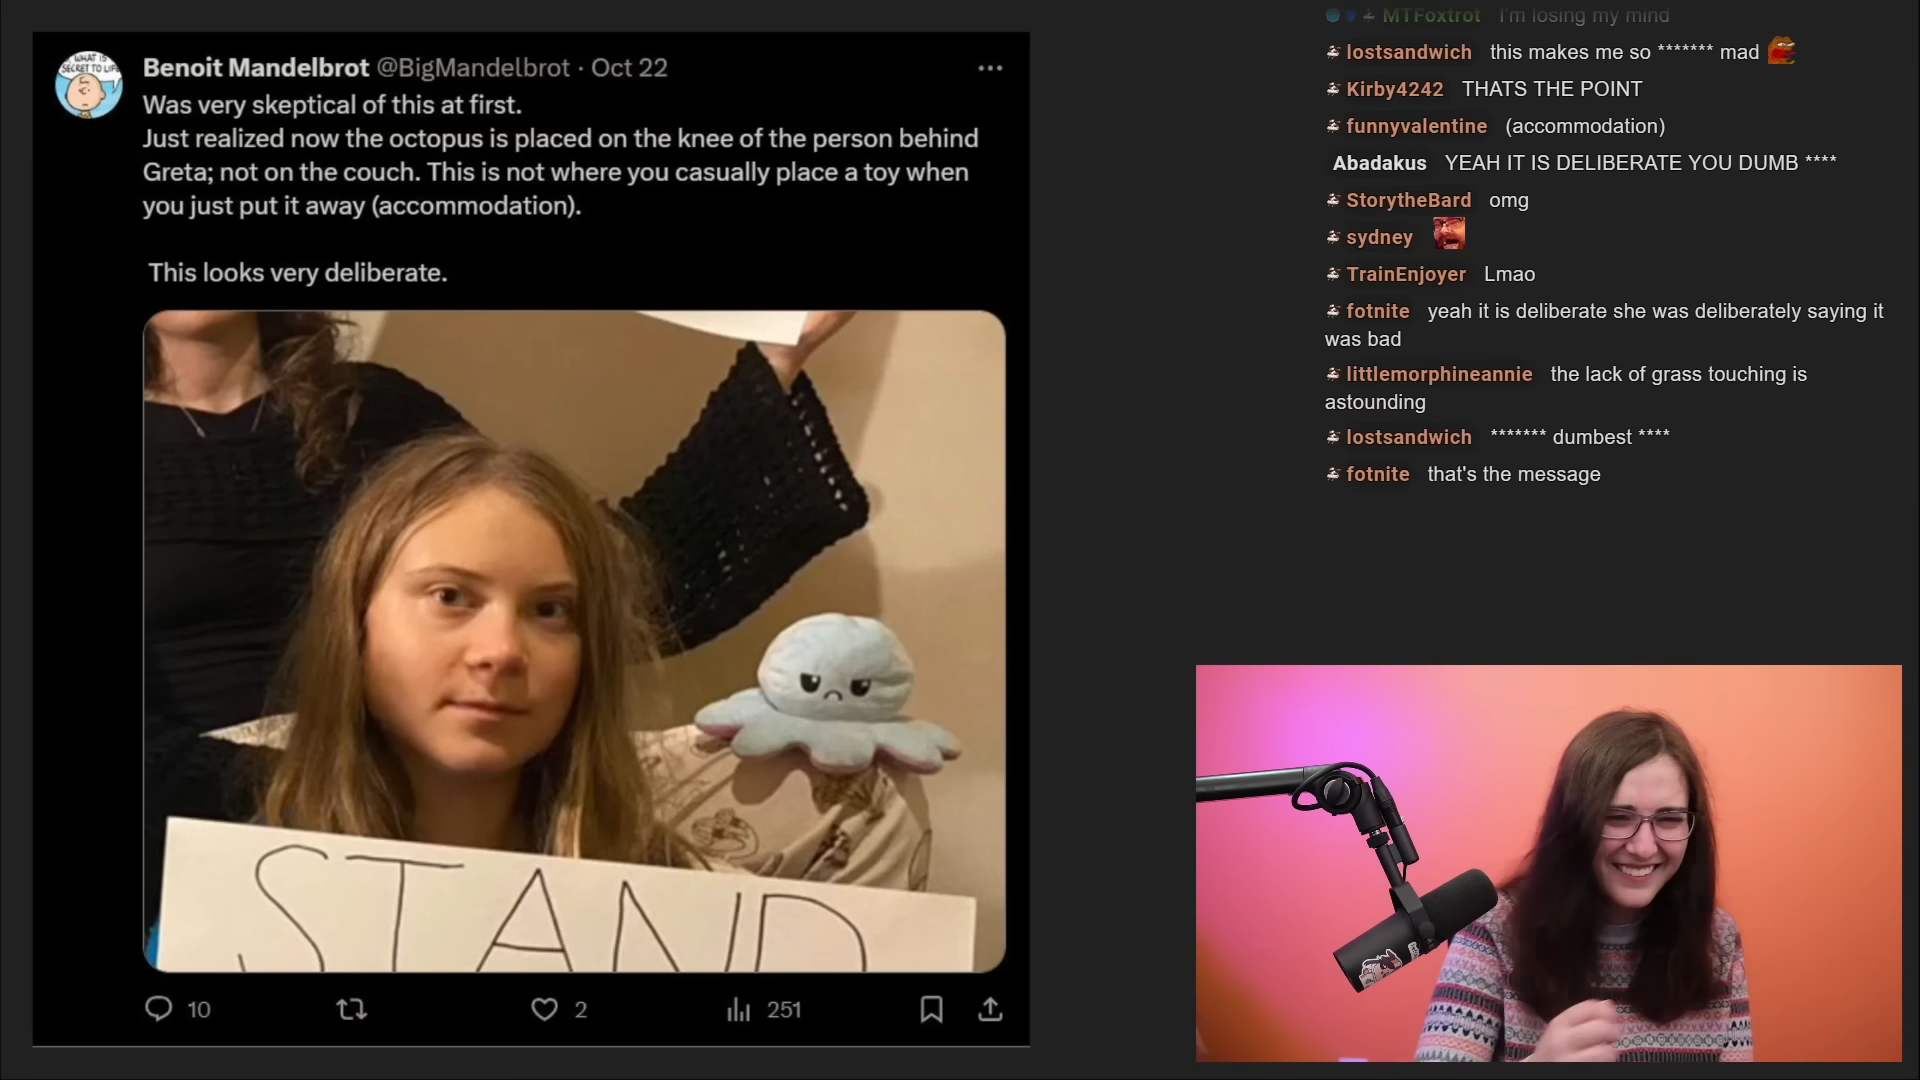 WHAT IS
SECRET TO LIFE
Benoit Mandelbrot @BigMandelbrot · Oct 22
Was very skeptical of this at first.
Just realized now the octopus is placed on the knee of the person behind
Greta; not on the couch. This is not where you casually place a toy when
you just put it away (accommodation).
This looks very deliberate.
STAND
10
2
251
MTFoxtrot I'm losing my mind
lostsandwich this makes me so ******* mad
Kirby4242 THATS THE POINT
funnyvalentine (accommodation)
Abadakus YEAH IT IS DELIBERATE YOU DUMB ****
StorytheBard omg
sydney
TrainEnjoyer Lmao
fotnite yeah it is deliberate she was deliberately saying it
was bad
littlemorphineannie the lack of grass touching is
astounding
lostsandwich ******* dumbest ****
fotnite that's the message